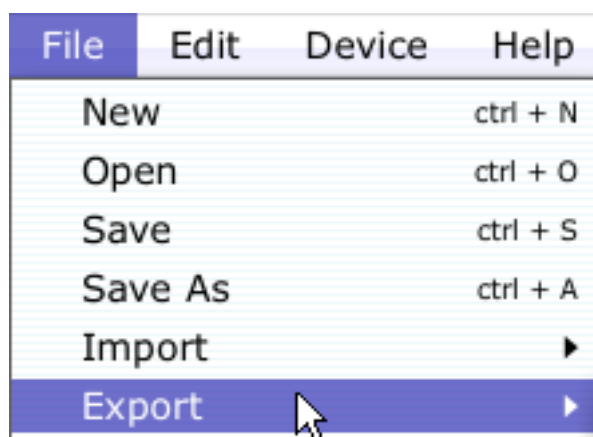 File Edit Device Help
New ctrl + N
Open ctrl + O
Save ctrl + S
Save As ctrl + A
Import
Export